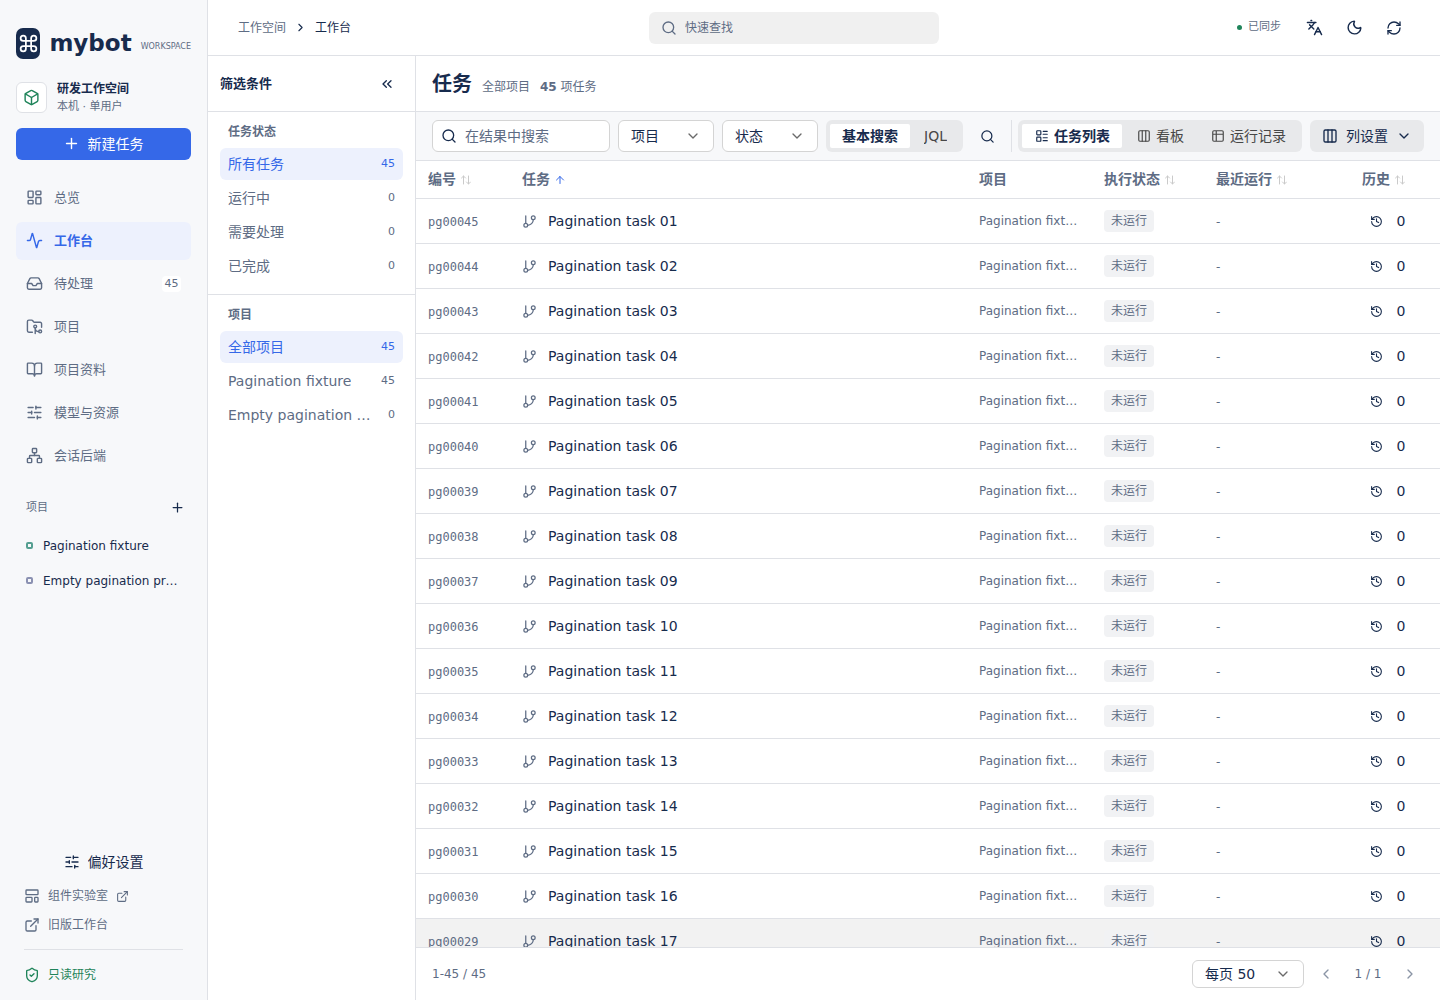 mybot WORKSPACE
研发工作空间
本机 · 单用户
新建任务
总览
工作台
待处理 45
项目
项目资料
模型与资源
会话后端
项目
Pagination fixture
Empty pagination pr…
偏好设置
组件实验室
旧版工作台
只读研究
工作空间 工作台
快速查找
已同步
筛选条件
任务状态
所有任务 45
运行中 0
需要处理 0
已完成 0
项目
全部项目 45
Pagination fixture 45
Empty pagination … 0
任务 全部项目 45 项任务
在结果中搜索 项目 状态 基本搜索 JQL 任务列表 看板 运行记录 列设置
编号 任务 项目 执行状态 最近运行 历史
pg00045 Pagination task 01 Pagination fixt… 未运行 - 0
pg00044 Pagination task 02 Pagination fixt… 未运行 - 0
pg00043 Pagination task 03 Pagination fixt… 未运行 - 0
pg00042 Pagination task 04 Pagination fixt… 未运行 - 0
pg00041 Pagination task 05 Pagination fixt… 未运行 - 0
pg00040 Pagination task 06 Pagination fixt… 未运行 - 0
pg00039 Pagination task 07 Pagination fixt… 未运行 - 0
pg00038 Pagination task 08 Pagination fixt… 未运行 - 0
pg00037 Pagination task 09 Pagination fixt… 未运行 - 0
pg00036 Pagination task 10 Pagination fixt… 未运行 - 0
pg00035 Pagination task 11 Pagination fixt… 未运行 - 0
pg00034 Pagination task 12 Pagination fixt… 未运行 - 0
pg00033 Pagination task 13 Pagination fixt… 未运行 - 0
pg00032 Pagination task 14 Pagination fixt… 未运行 - 0
pg00031 Pagination task 15 Pagination fixt… 未运行 - 0
pg00030 Pagination task 16 Pagination fixt… 未运行 - 0
pg00029 Pagination task 17 Pagination fixt… 未运行 - 0
1-45 / 45 每页 50 1 / 1